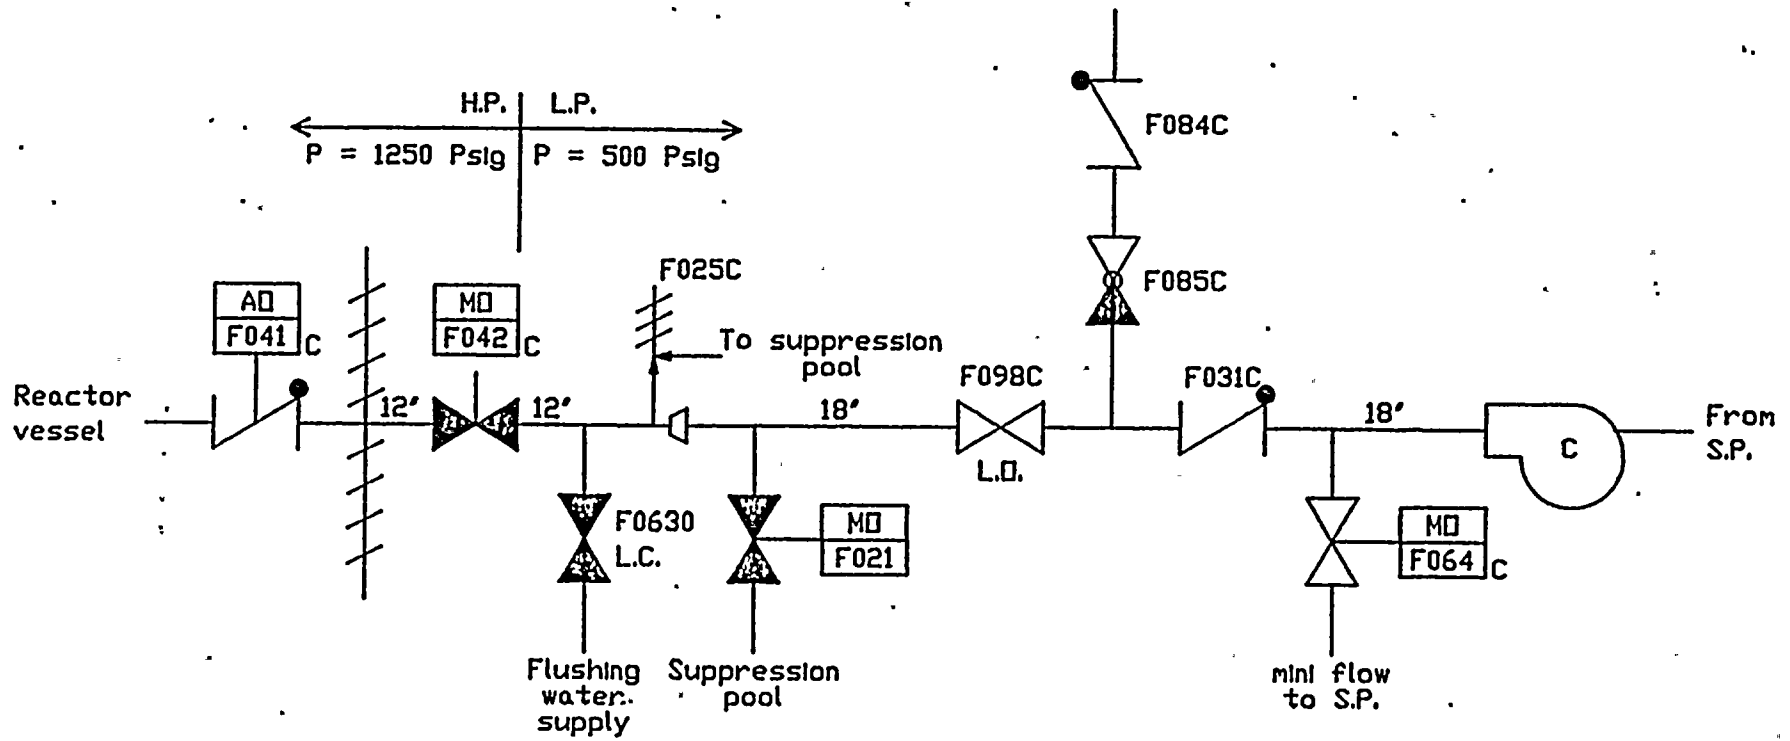 H.P. L.P.
P = 1250 Psig P = 500 Psig
F084C
F085C
F025C
To suppression
pool
AO
F041 C
MO
F042 C
Reactor
vessel
12″
12″
18″
F098C
L.O.
F031C
18″
C
From
S.P.
F0630
L.C.
MO
F021
MO
F064 C
Flushing
water
supply
Suppression
pool
mini flow
to S.P.